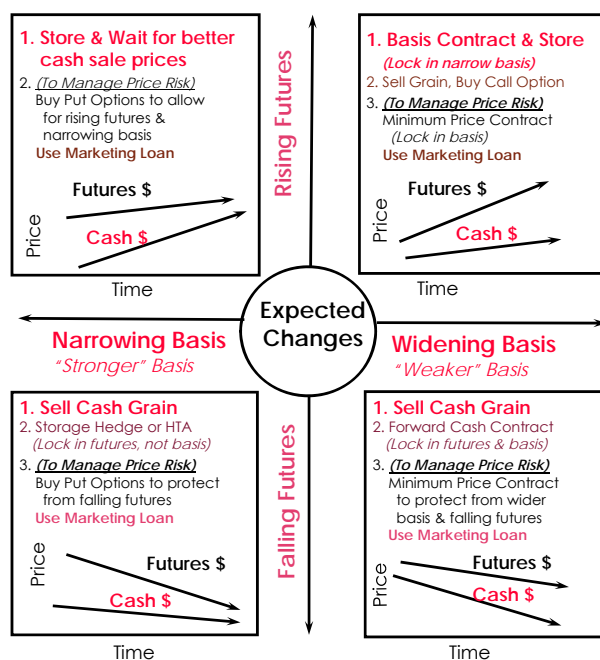 1. Store & Wait for better
cash sale prices
2. (To Manage Price Risk)
Buy Put Options to allow
for rising futures &
narrowing basis
Use Marketing Loan
Futures $
Cash $
Price
Time
Rising Futures
1. Basis Contract & Store
(Lock in narrow basis)
2. Sell Grain, Buy Call Option
3. (To Manage Price Risk)
Minimum Price Contract
(Lock in basis)
Use Marketing Loan
Futures $
Cash $
Price
Time
Expected
Changes
Narrowing Basis
"Stronger" Basis
Widening Basis
"Weaker" Basis
1. Sell Cash Grain
2. Storage Hedge or HTA
(Lock in futures, not basis)
3. (To Manage Price Risk)
Buy Put Options to protect
from falling futures
Use Marketing Loan
Futures $
Cash $
Price
Time
Falling Futures
1. Sell Cash Grain
2. Forward Cash Contract
(Lock in futures & basis)
3. (To Manage Price Risk)
Minimum Price Contract
to protect from wider
basis & falling futures
Use Marketing Loan
Futures $
Cash $
Price
Time